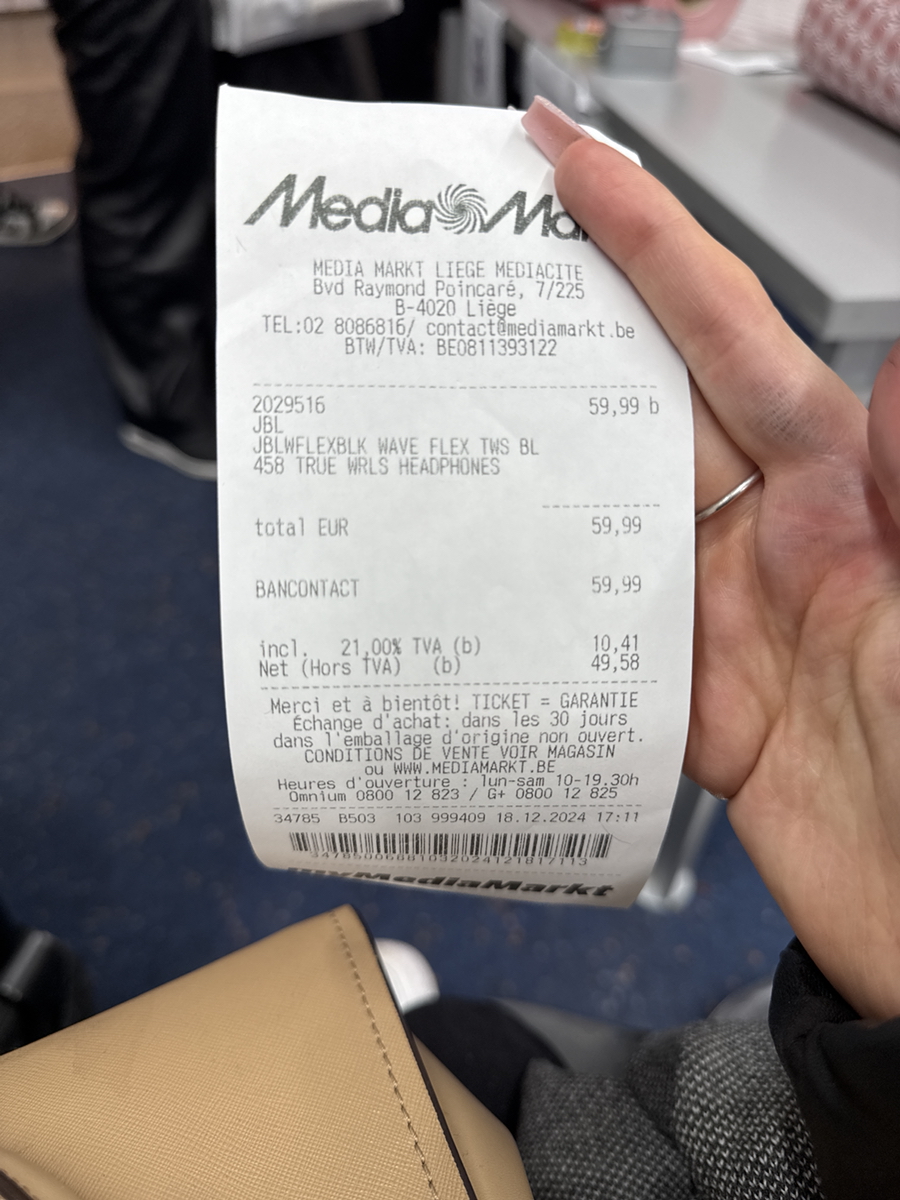 Media Ma
MEDIA MARKT LIEGE MEDIACITE
Bvd Raymond Poincaré, 7/225
B-4020 Liège
TEL:02 8086816/ contact@mediamarkt.be
BTW/TVA: BE0811393122
2029516 59,99 b
JBL
JBLWFLEXBLK WAVE FLEX TWS BL
458 TRUE WRLS HEADPHONES
total EUR 59,99
BANCONTACT 59,99
incl. 21,00% TVA (b) 10,41
Net (Hors TVA) (b) 49,58
Merci et à bientôt! TICKET = GARANTIE
Échange d'achat: dans les 30 jours
dans l'emballage d'origine non ouvert.
CONDITIONS DE VENTE VOIR MAGASIN
ou WWW.MEDIAMARKT.BE
Heures d'ouverture : lun-sam 10-19.30h
Omnium 0800 12 823 / G+ 0800 12 825
34785 B503 103 999409 18.12.2024 17:11
MyMediaMarkt